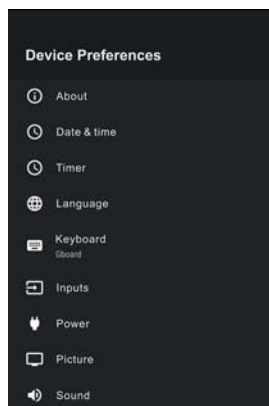 Device Preferences
About
Date & time
Timer
Language
Keyboard
Gboard
Inputs
Power
Picture
Sound